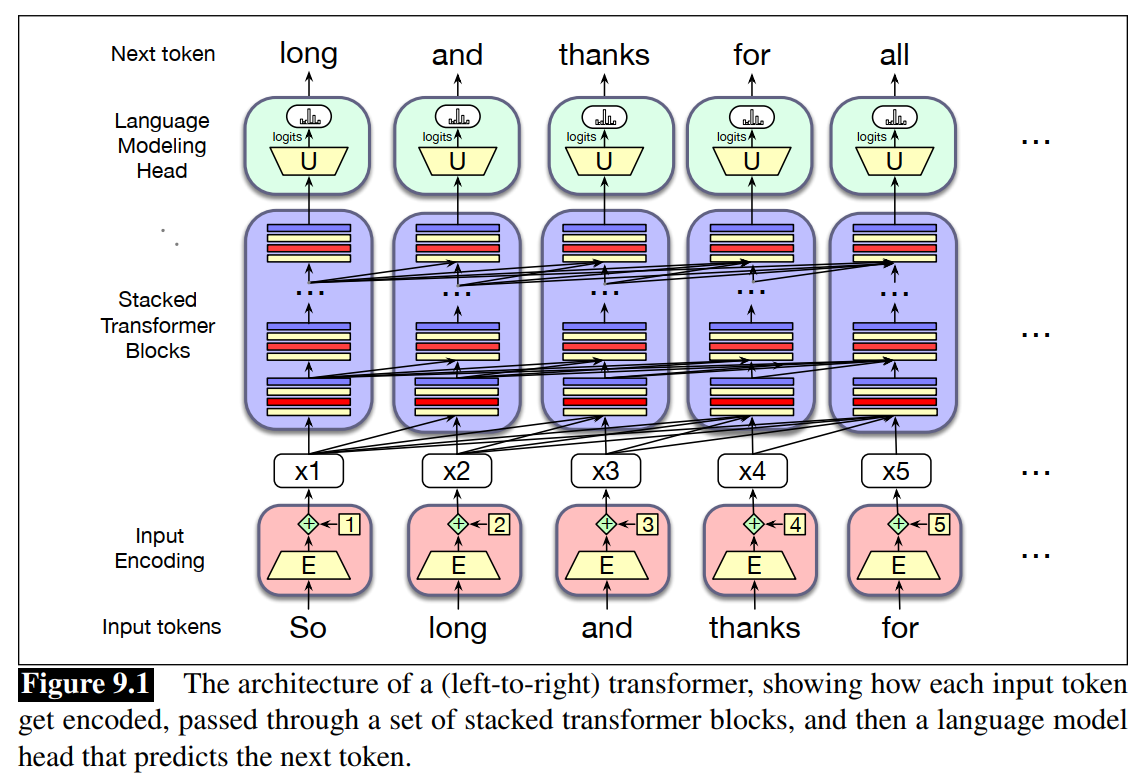 Next token long and thanks for all
Language
Modeling
Head
logits logits logits logits logits
U U U U U ...
Stacked
Transformer
Blocks
... ... ... ... ... ...
x1 x2 x3 x4 x5 ...
Input
Encoding
+ 1 + 2 + 3 + 4 + 5
E E E E E ...
Input tokens So long and thanks for
Figure 9.1 The architecture of a (left-to-right) transformer, showing how each input token
get encoded, passed through a set of stacked transformer blocks, and then a language model
head that predicts the next token.